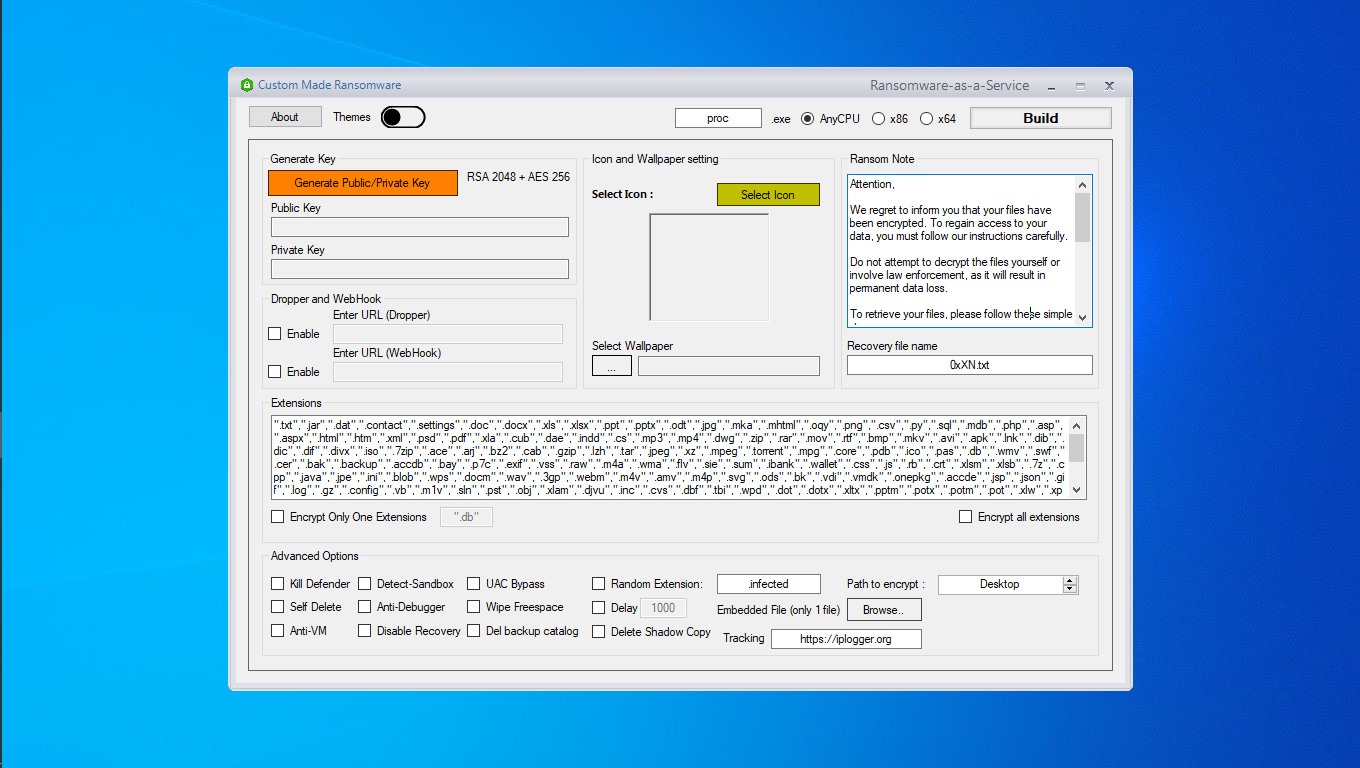 Custom Made Ransomware
Ransomware-as-a-Service
About
Themes
proc
.exe
AnyCPU
x86
x64
Build
Generate Key
Generate Public/Private Key
RSA 2048 + AES 256
Public Key
Private Key
Dropper and WebHook
Enter URL (Dropper)
Enable
Enter URL (WebHook)
Enable
Icon and Wallpaper setting
Select Icon :
Select Icon
Select Wallpaper
...
Ransom Note
Attention,
We regret to inform you that your files have
been encrypted. To regain access to your
data, you must follow our instructions carefully.
Do not attempt to decrypt the files yourself or
involve law enforcement, as it will result in
permanent data loss.
To retrieve your files, please follow these simple
Recovery file name
0xXN.txt
Extensions
".txt",".jar",".dat",".contact",".settings",".doc",".docx",".xls",".xlsx",".ppt",".pptx",".odt",".jpg",".mka",".mhtml",".oqy",".png",".csv",".py",".sql",".mdb",".php",".asp",
".aspx",".html",".htm",".xml",".psd",".pdf",".xla",".cub",".dae",".indd",".cs",".mp3",".mp4",".dwg",".zip",".rar",".mov",".rtf",".bmp",".mkv",".avi",".apk",".lnk",".dib",".
dic",".dif",".divx",".iso",".7zip",".ace",".arj",".bz2",".cab",".gzip",".lzh",".tar",".jpeg",".xz",".mpeg",".torrent",".mpg",".core",".pdb",".ico",".pas",".db",".wmv",".swf",
".cer",".bak",".backup",".accdb",".bay",".p7c",".exif",".vss",".raw",".m4a",".wma",".flv",".sie",".sum",".ibank",".wallet",".css",".js",".rb",".crt",".xlsm",".xlsb",".7z",".c
pp",".java",".jpe",".ini",".blob",".wps",".docm",".wav",".3gp",".webm",".m4v",".amv",".m4p",".svg",".ods",".bk",".vdi",".vmdk",".onepkg",".accde",".jsp",".json",".gi
f",".log",".gz",".config",".vb",".m1v",".sln",".pst",".obj",".xlam",".djvu",".inc",".cvs",".dbf",".tbi",".wpd",".dot",".dotx",".xltx",".pptm",".potx",".potm",".pot",".xlw",".xp
Encrypt Only One Extensions
".db"
Encrypt all extensions
Advanced Options
Kill Defender
Detect-Sandbox
UAC Bypass
Random Extension:
.infected
Path to encrypt :
Desktop
Self Delete
Anti-Debugger
Wipe Freespace
Delay
1000
Embedded File (only 1 file)
Browse..
Anti-VM
Disable Recovery
Del backup catalog
Delete Shadow Copy
Tracking
https://iplogger.org